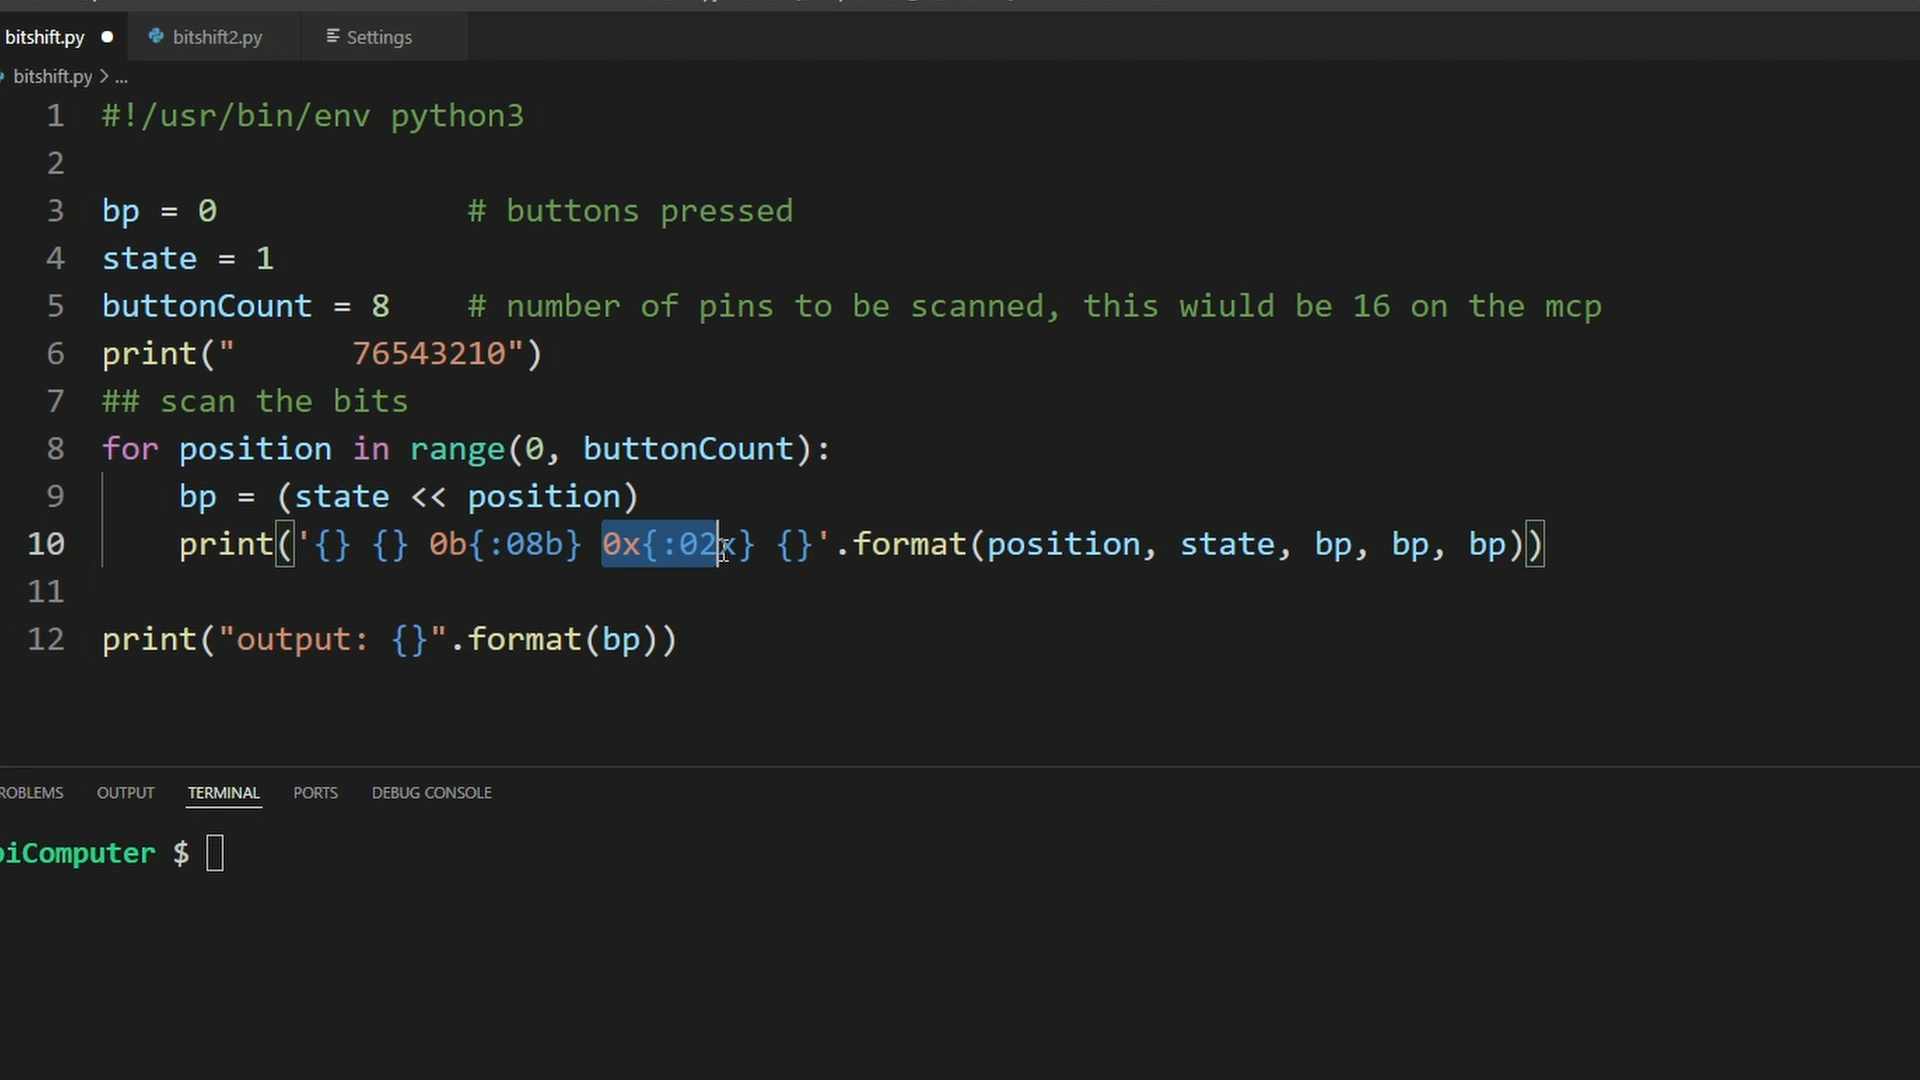 bitshift.py bitshift2.py Settings
bitshift.py > ...
1 #!/usr/bin/env python3
2
3 bp = 0             # buttons pressed
4 state = 1
5 buttonCount = 8    # number of pins to be scanned, this wiuld be 16 on the mcp
6 print("      76543210")
7 ## scan the bits
8 for position in range(0, buttonCount):
9     bp = (state << position)
10     print('{} {} 0b{:08b} 0x{:02x} {}'.format(position, state, bp, bp, bp))
11
12 print("output: {}".format(bp))
ROBLEMS OUTPUT TERMINAL PORTS DEBUG CONSOLE
piComputer $